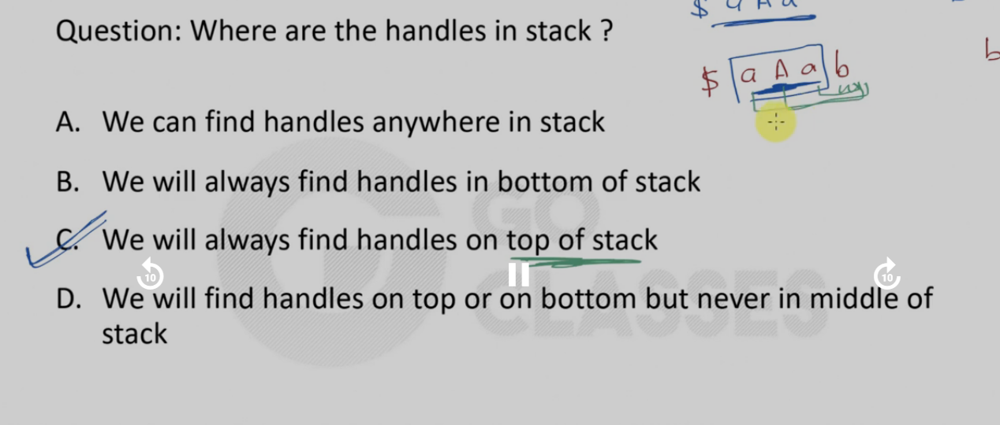 $ a A a
Question: Where are the handles in stack ?
$ a A a b
b
A. We can find handles anywhere in stack
B. We will always find handles in bottom of stack
GO
C. We will always find handles on top of stack
10
10
D. We will find handles on top or on bottom but never in middle of
stack
CLASSES